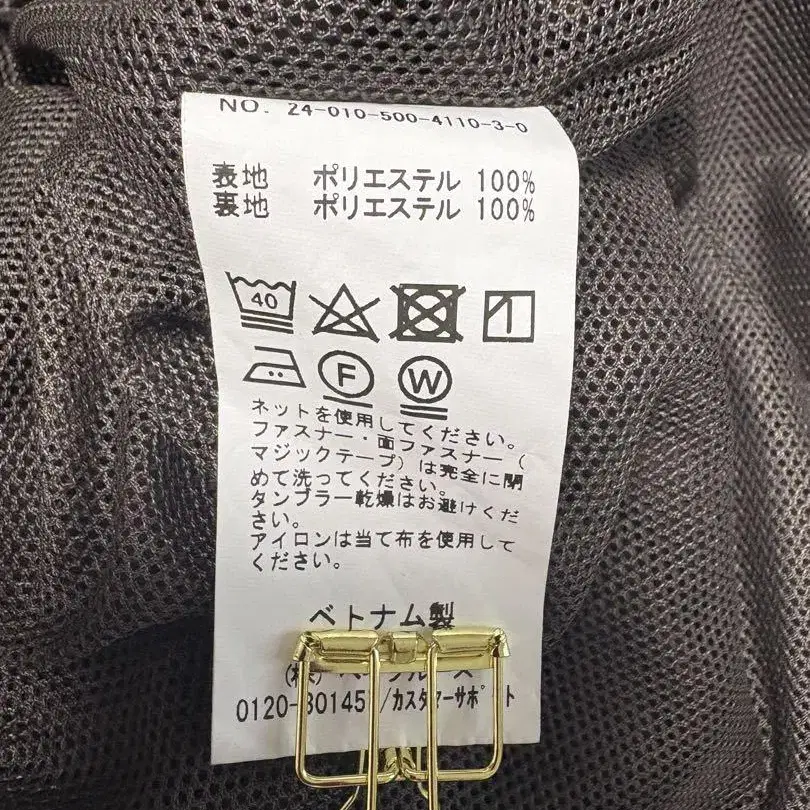 NO. 24-010-500-4110-3-0
表地 ポリエステル 100%
裏地 ポリエステル 100%
40
F W
ネットを使用してください。
ファスナー・面ファスナー(
マジックテープ)は完全に閉
めて洗ってください。
タンブラー乾燥はお避けくだ
さい。
アイロンは当て布を使用して
ください。
ベトナム製
(株)
0120-301457/カスタマーサポート